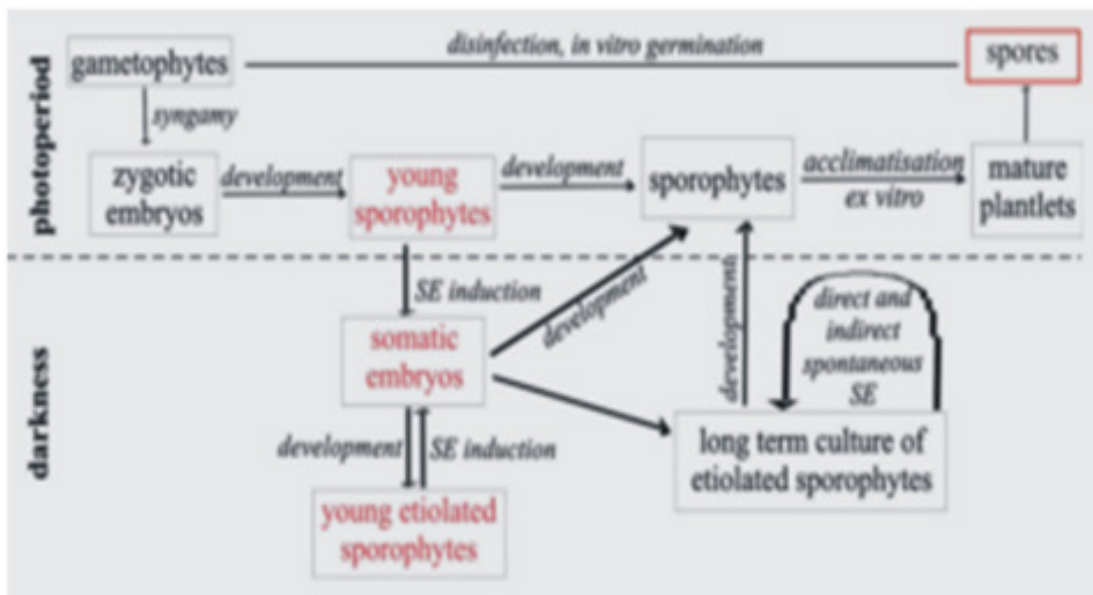 disinfection, in vitro germination
gametophytes
spores
photoperiod
syngamy
zygotic
embryos
development
young
sporophytes
development
sporophytes
acclimatisation
ex vitro
mature
plantlets
SE induction
development
development
direct and
indirect
spontaneous
SE
darkness
somatic
embryos
development
SE induction
long term culture of
etiolated sporophytes
young etiolated
sporophytes